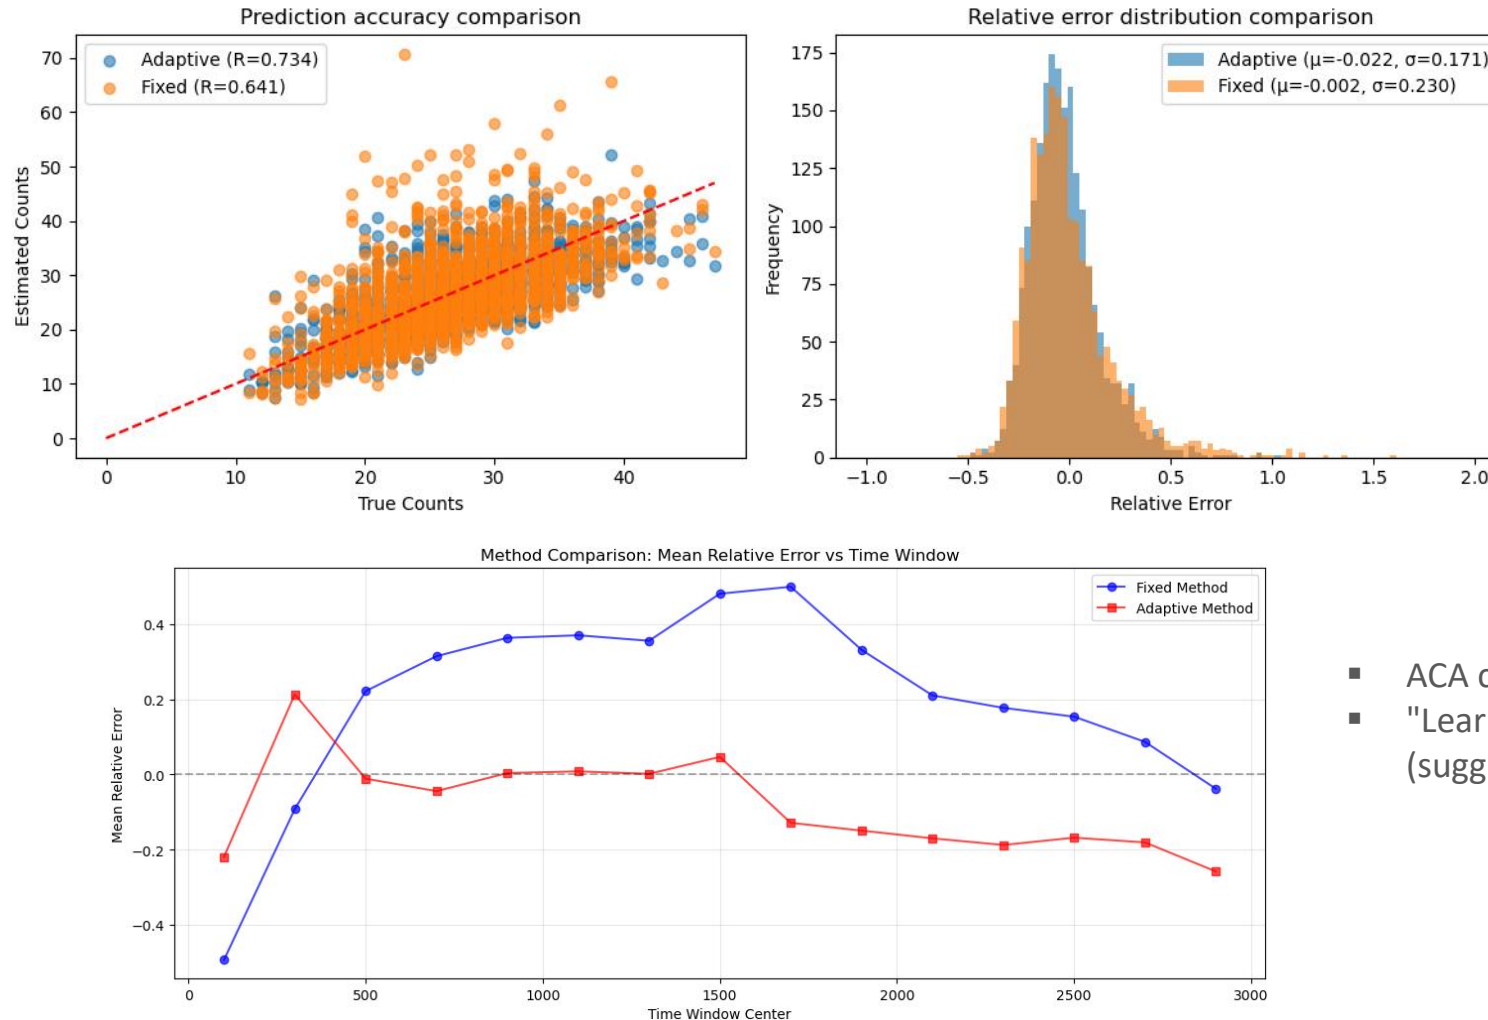 Prediction accuracy comparison
Adaptive (R=0.734)
Fixed (R=0.641)
Estimated Counts
70
60
50
40
30
20
10
0
0 10 20 30 40
True Counts
Relative error distribution comparison
Adaptive (μ=-0.022, σ=0.171)
Fixed (μ=-0.002, σ=0.230)
Frequency
175
150
125
100
75
50
25
0
−1.0 −0.5 0.0 0.5 1.0 1.5 2.0
Relative Error
Method Comparison: Mean Relative Error vs Time Window
Fixed Method
Adaptive Method
Mean Relative Error
0.4
0.2
0.0
−0.2
−0.4
0 500 1000 1500 2000 2500 3000
Time Window Center
▪ ACA
▪ "Lear
(sugg